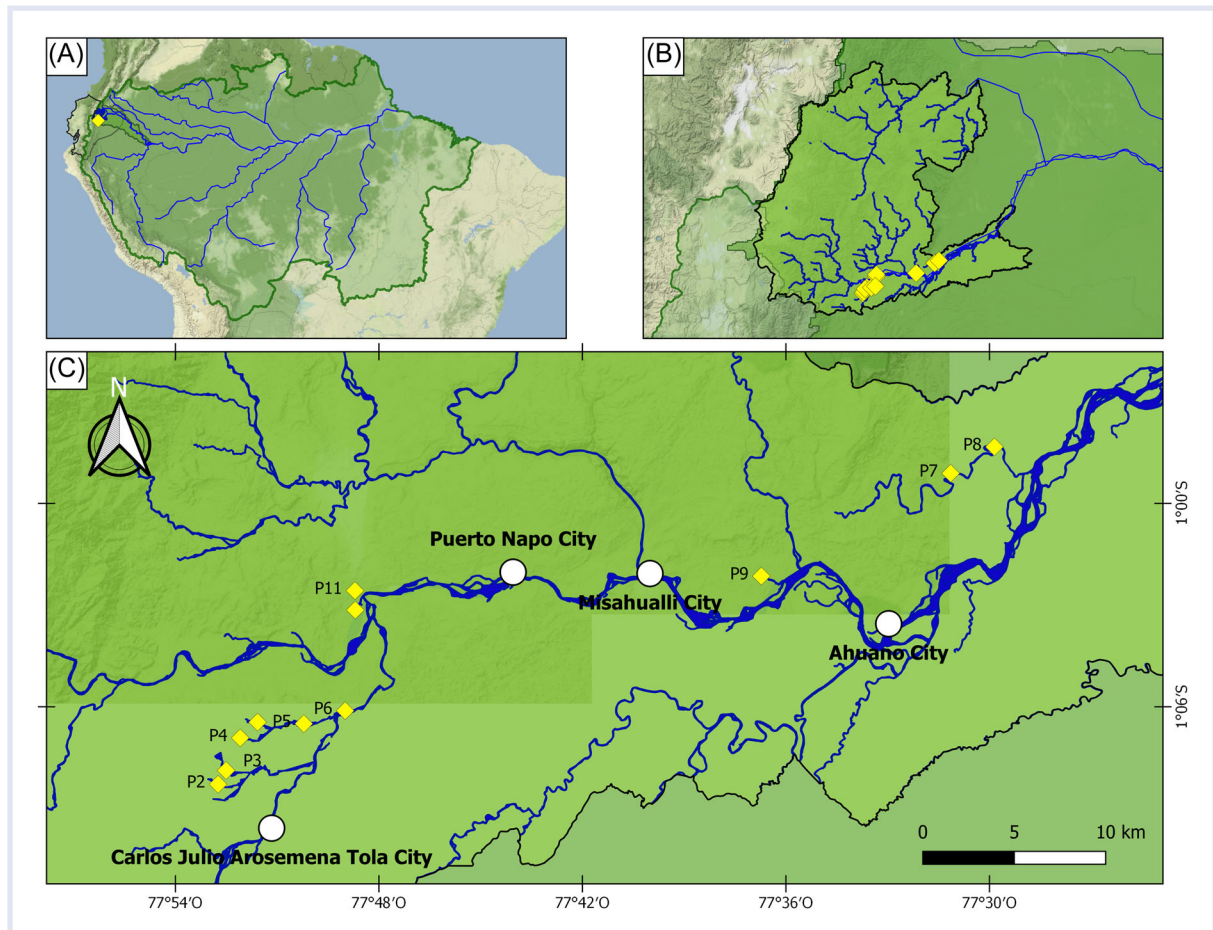 (A)
(B)
(C)
N
P8
P7
1°00'S
Puerto Napo City
P9
P11
Misahualli City
Ahuano City
P6
P5
1°06'S
P4
P3
P2
0 5 10 km
Carlos Julio Arosemena Tola City
77°54'O 77°48'O 77°42'O 77°36'O 77°30'O